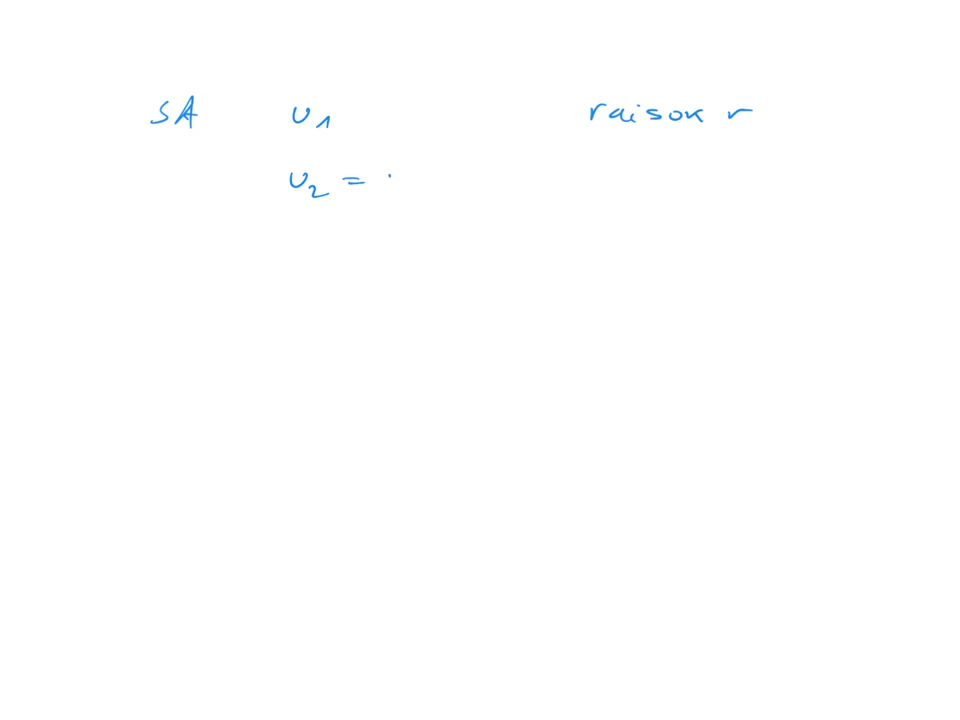 SA u₁ raison r
u₂ = ·